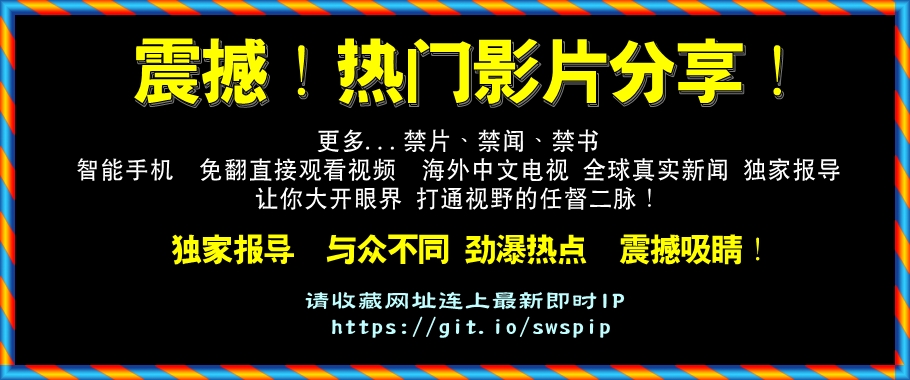 震撼！热门影片分享！
更多...禁片、禁闻、禁书
智能手机 免翻直接观看视频 海外中文电视 全球真实新闻 独家报导
让你大开眼界 打通视野的任督二脉！
独家报导 与众不同 劲瀑热点 震撼吸睛！
请收藏网址连上最新即时IP
https://git.io/swspip